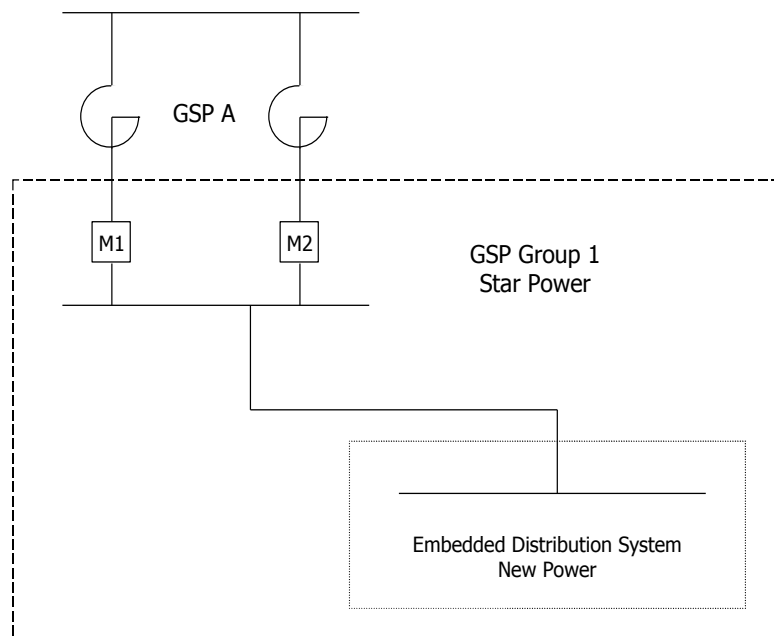 GSP A
M1
M2
GSP Group 1
Star Power
Embedded Distribution System
New Power